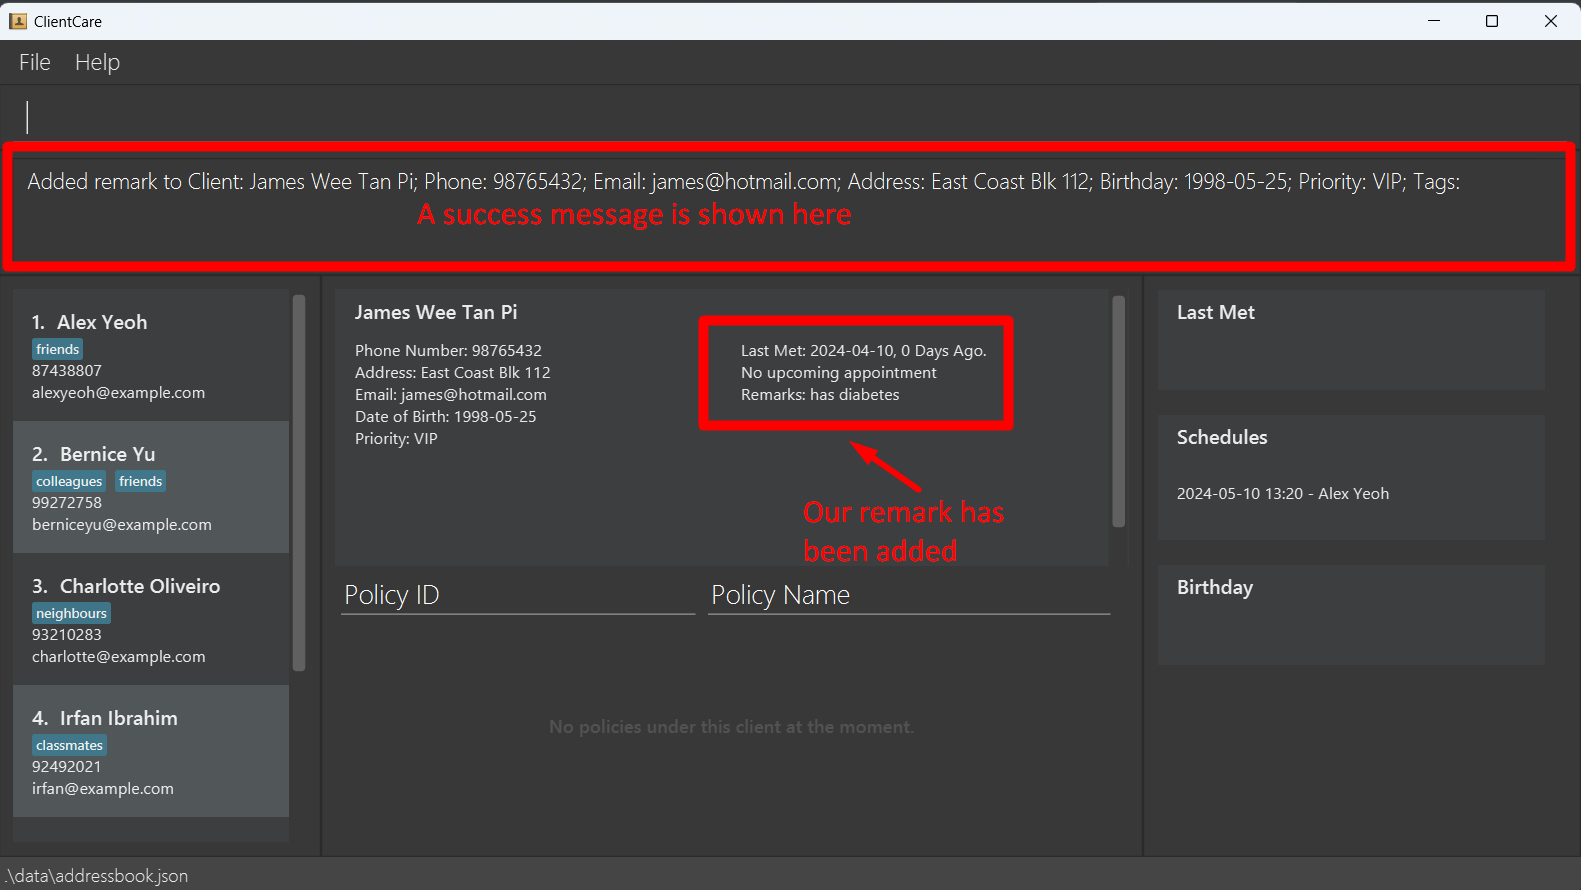 ClientCare
File Help
Added remark to Client: James Wee Tan Pi; Phone: 98765432; Email: james@hotmail.com; Address: East Coast Blk 112; Birthday: 1998-05-25; Priority: VIP; Tags:
A success message is shown here
1. Alex Yeoh
friends
87438807
alexyeoh@example.com
2. Bernice Yu
colleagues friends
99272758
berniceyu@example.com
3. Charlotte Oliveiro
neighbours
93210283
charlotte@example.com
4. Irfan Ibrahim
classmates
92492021
irfan@example.com
James Wee Tan Pi
Phone Number: 98765432
Address: East Coast Blk 112
Email: james@hotmail.com
Date of Birth: 1998-05-25
Priority: VIP
Last Met: 2024-04-10, 0 Days Ago.
No upcoming appointment
Remarks: has diabetes
Our remark has
been added
Policy ID
Policy Name
No policies under this client at the moment.
Last Met
Schedules
2024-05-10 13:20 - Alex Yeoh
Birthday
.\data\addressbook.json